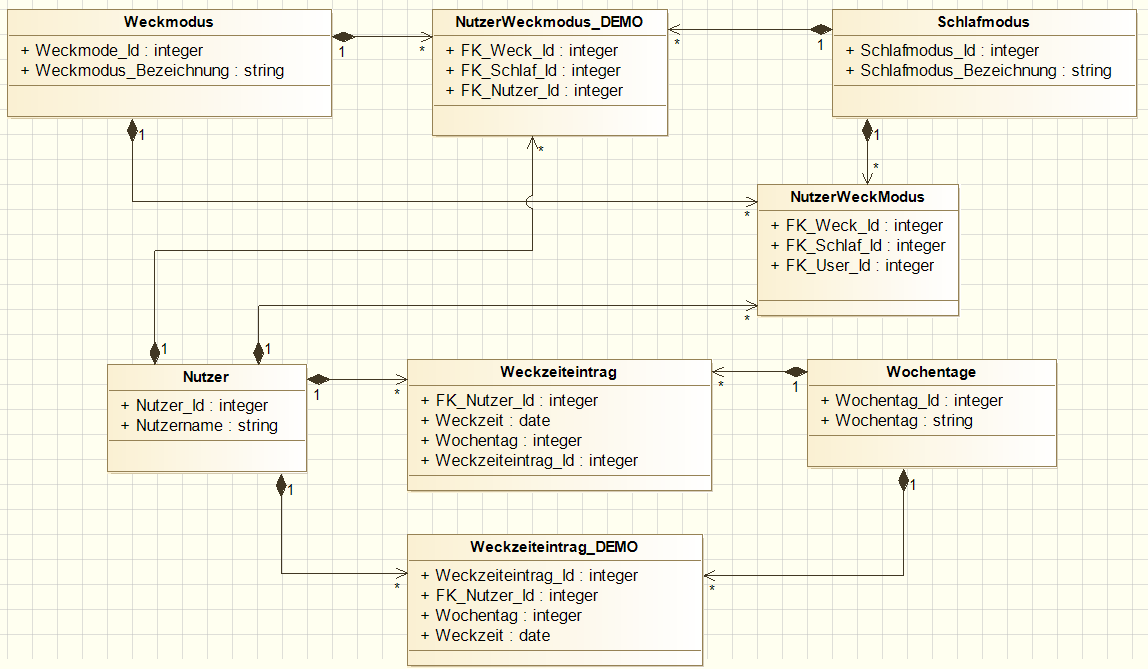 Weckmodus
+ Weckmode_Id : integer
+ Weckmodus_Bezeichnung : string
1
*
NutzerWeckmodus_DEMO
+ FK_Weck_Id : integer
+ FK_Schlaf_Id : integer
+ FK_Nutzer_Id : integer
*
1
Schlafmodus
+ Schlafmodus_Id : integer
+ Schlafmodus_Bezeichnung : string
1
*
1
*
NutzerWeckModus
+ FK_Weck_Id : integer
+ FK_Schlaf_Id : integer
+ FK_User_Id : integer
*
*
1
1
Nutzer
+ Nutzer_Id : integer
+ Nutzername : string
1
*
Weckzeiteintrag
+ FK_Nutzer_Id : integer
+ Weckzeit : date
+ Wochentag : integer
+ Weckzeiteintrag_Id : integer
*
1
Wochentage
+ Wochentag_Id : integer
+ Wochentag : string
1
1
*
Weckzeiteintrag_DEMO
+ Weckzeiteintrag_Id : integer
+ FK_Nutzer_Id : integer
+ Wochentag : integer
+ Weckzeit : date
*